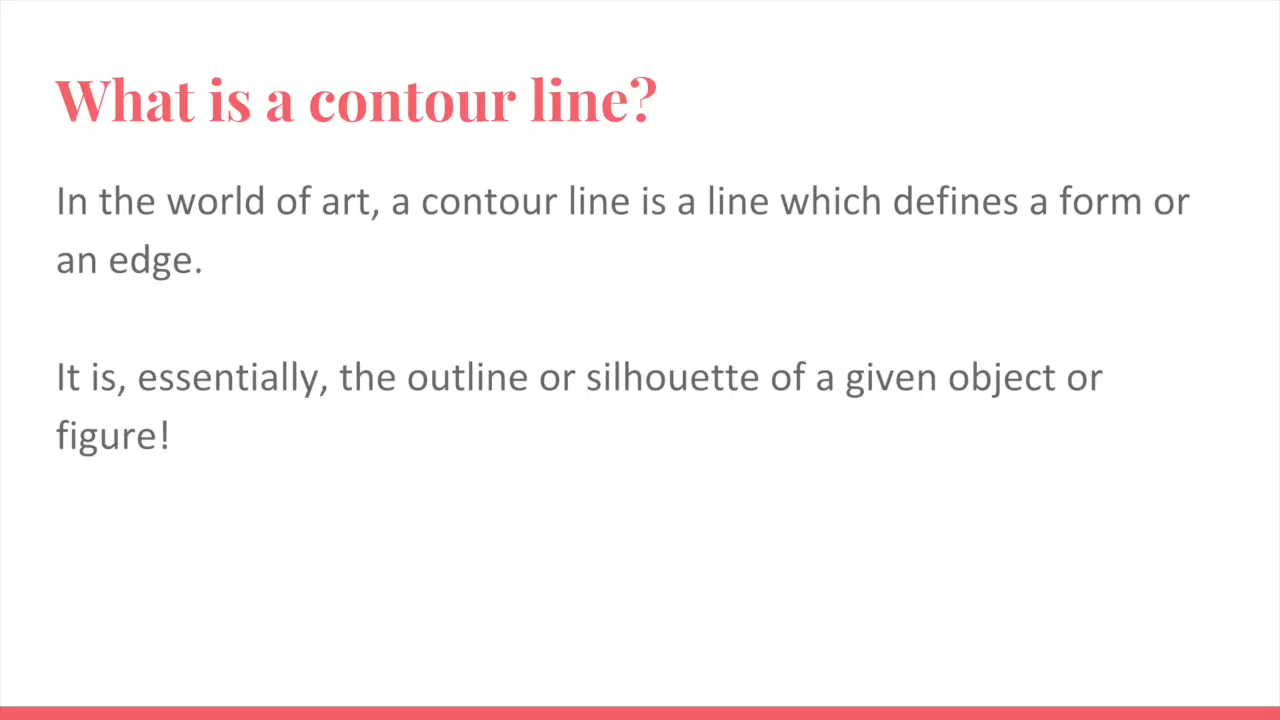 What is a contour line?
In the world of art, a contour line is a line which defines a form or
an edge.
It is, essentially, the outline or silhouette of a given object or
figure!